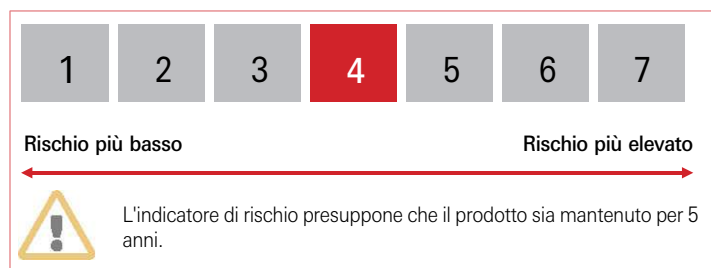 1 2 3 4 5 6 7
Rischio più basso Rischio più elevato
L'indicatore di rischio presuppone che il prodotto sia mantenuto per 5
anni.